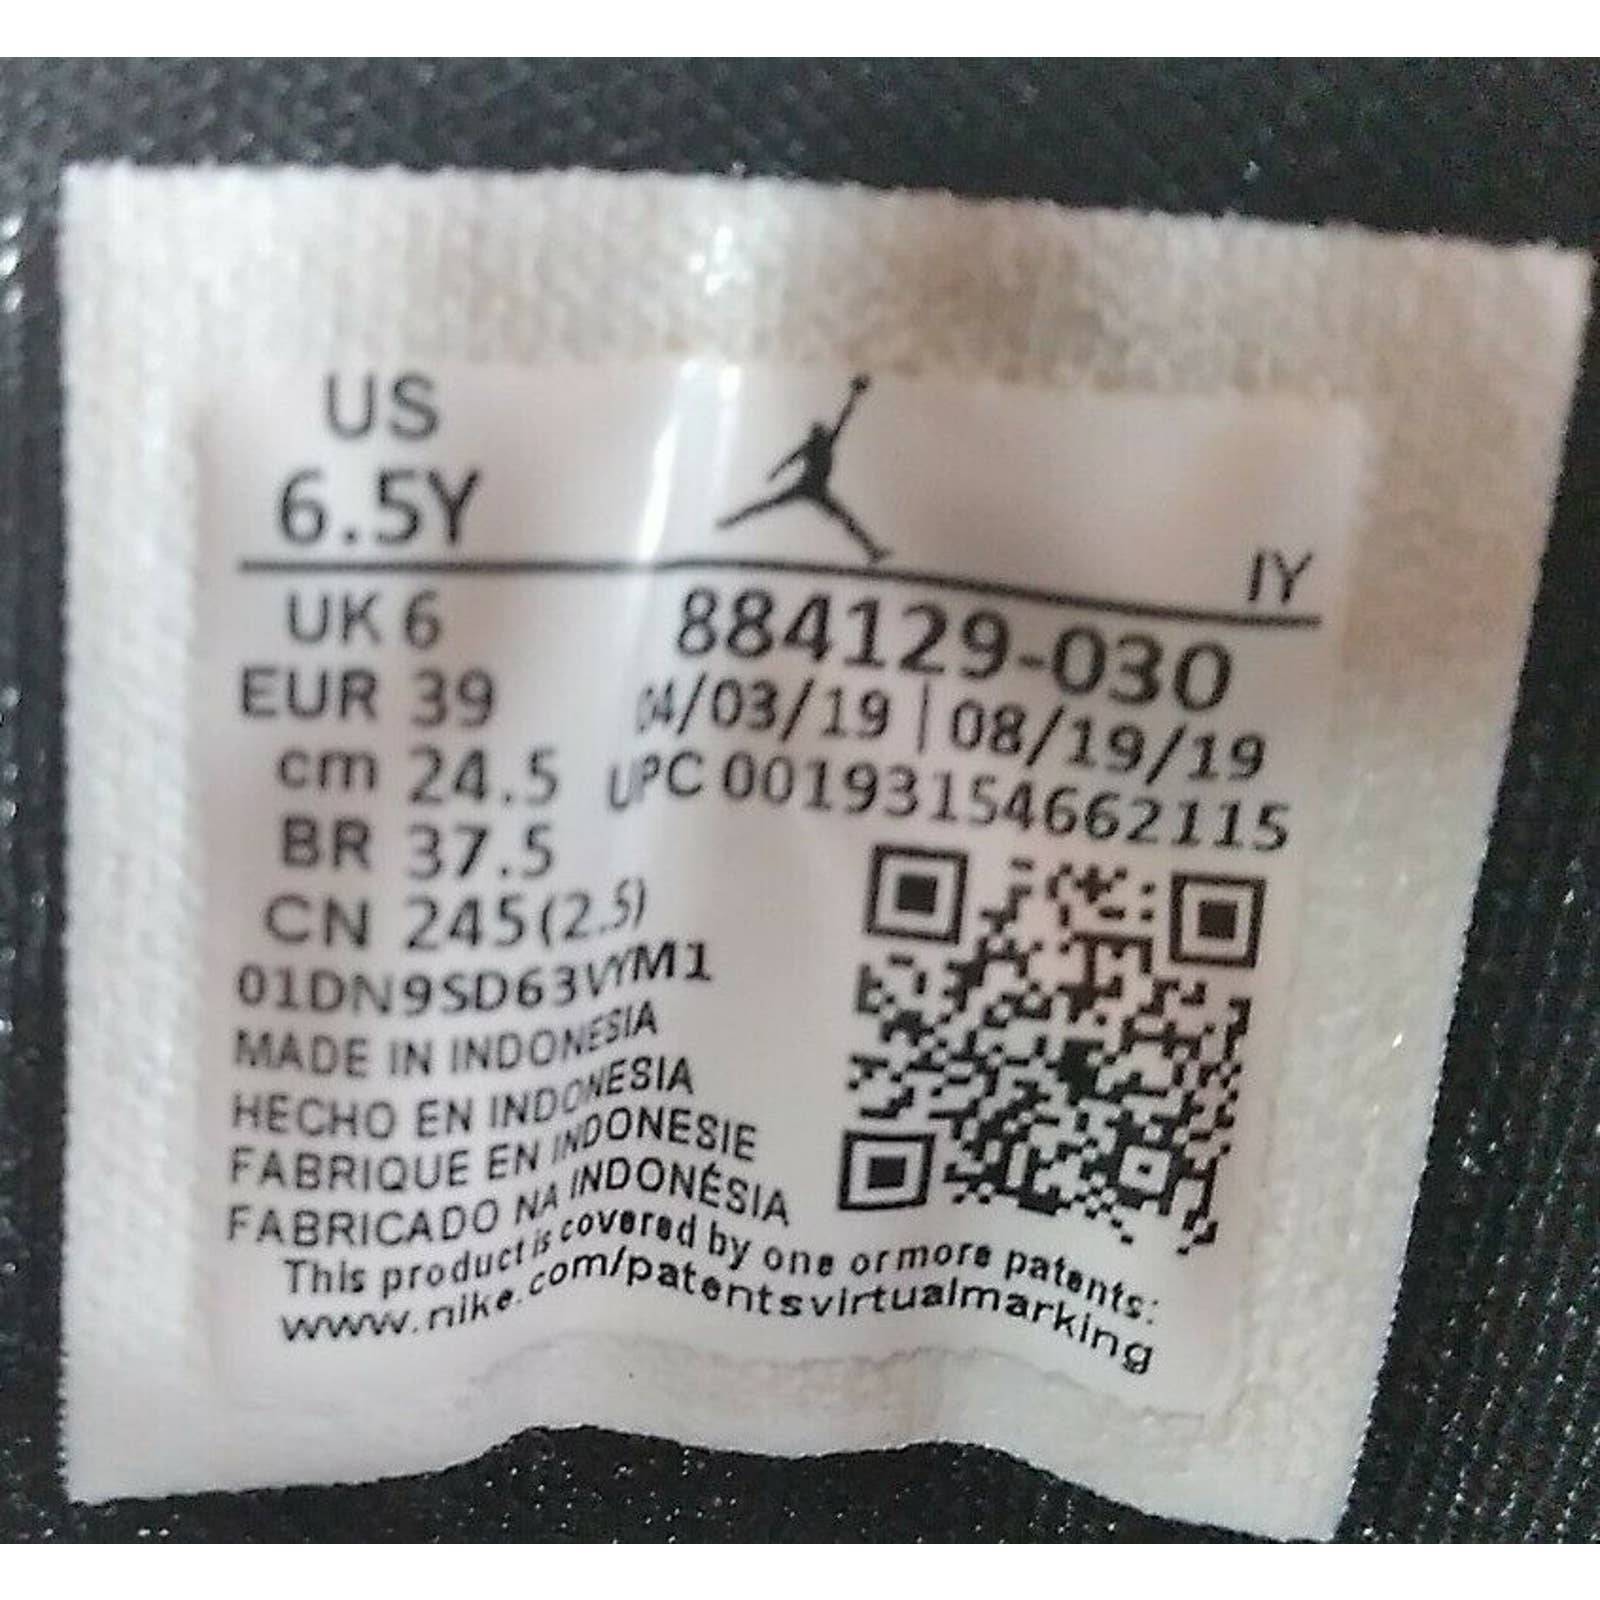 US
6.5Y
IY
UK 6
884129-030
EUR 39
04/03/19 | 08/19/19
cm 24.5
UPC 00193154662115
BR 37.5
CN 245(2.5)
01DN9SD63VYM1
MADE IN INDONESIA
HECHO EN INDONESIA
FABRIQUE EN INDONESIE
FABRICADO NA INDONÉSIA
This product is covered by one or more patents:
www.nike.com/patentsvirtualmarking